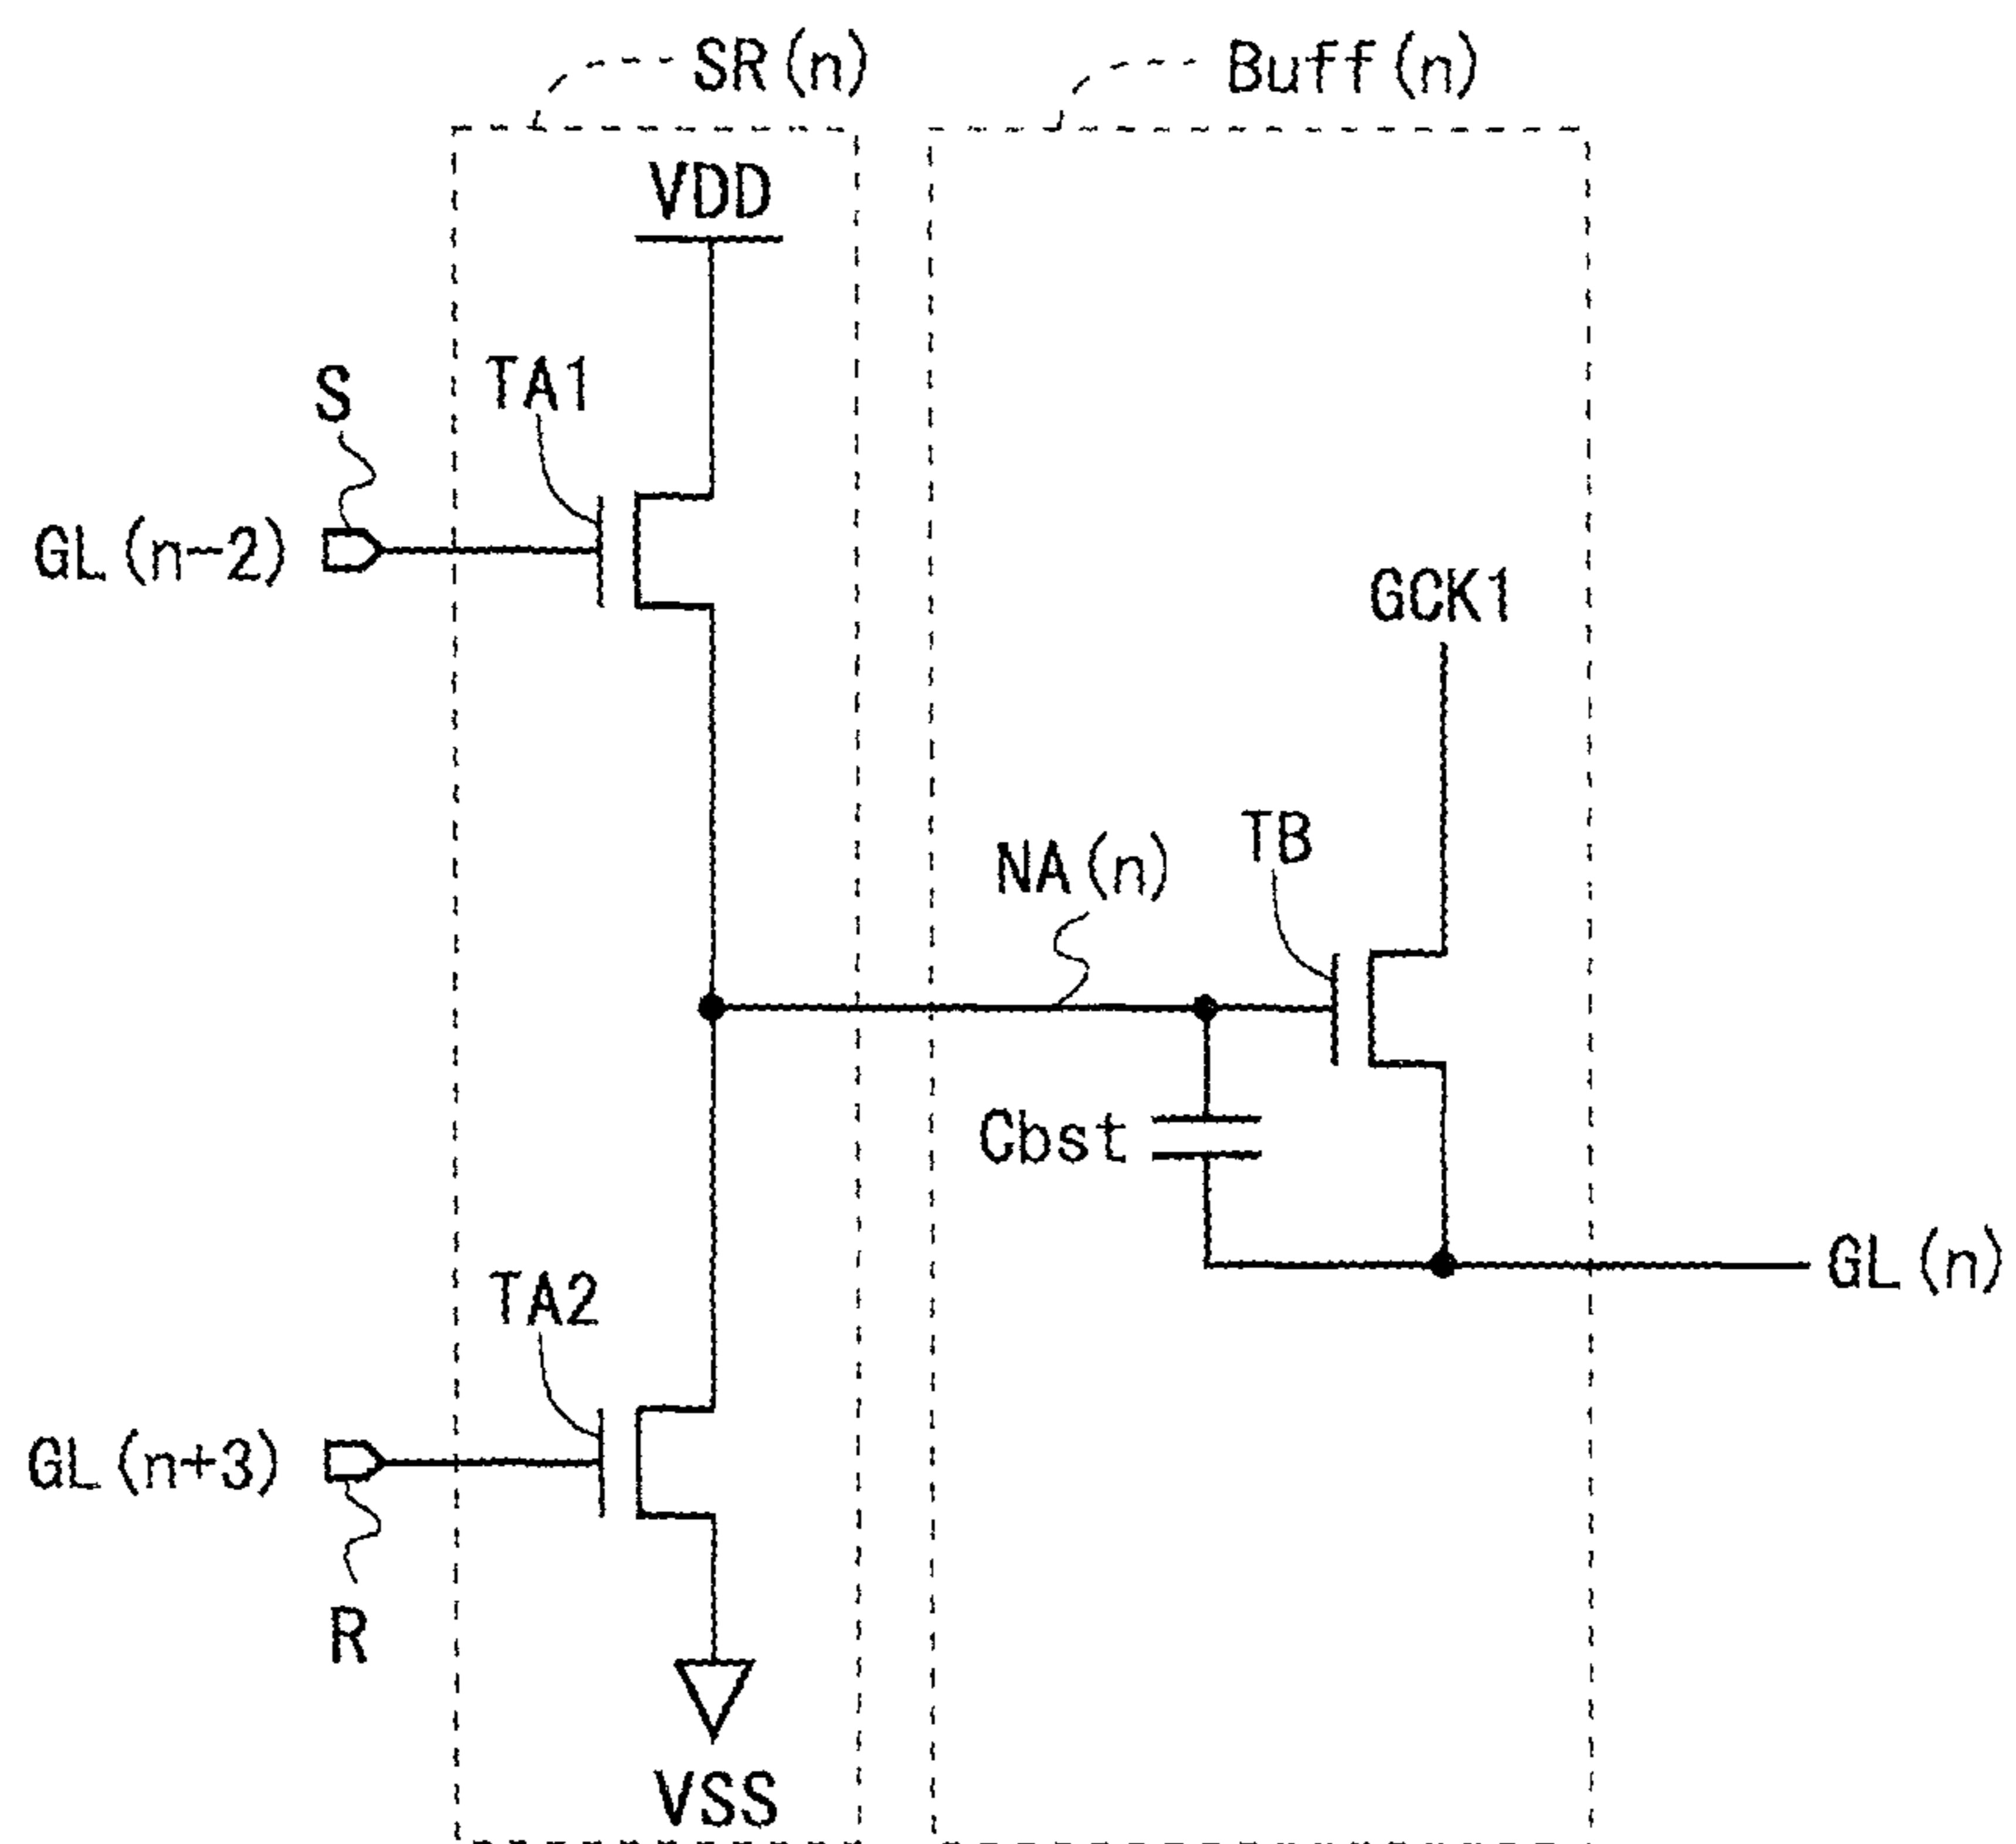 SR(n)
Buff(n)
VDD
S
TA1
GL(n-2)
GCK1
NA(n)
TB
Cbst
GL(n)
TA2
GL(n+3)
R
VSS